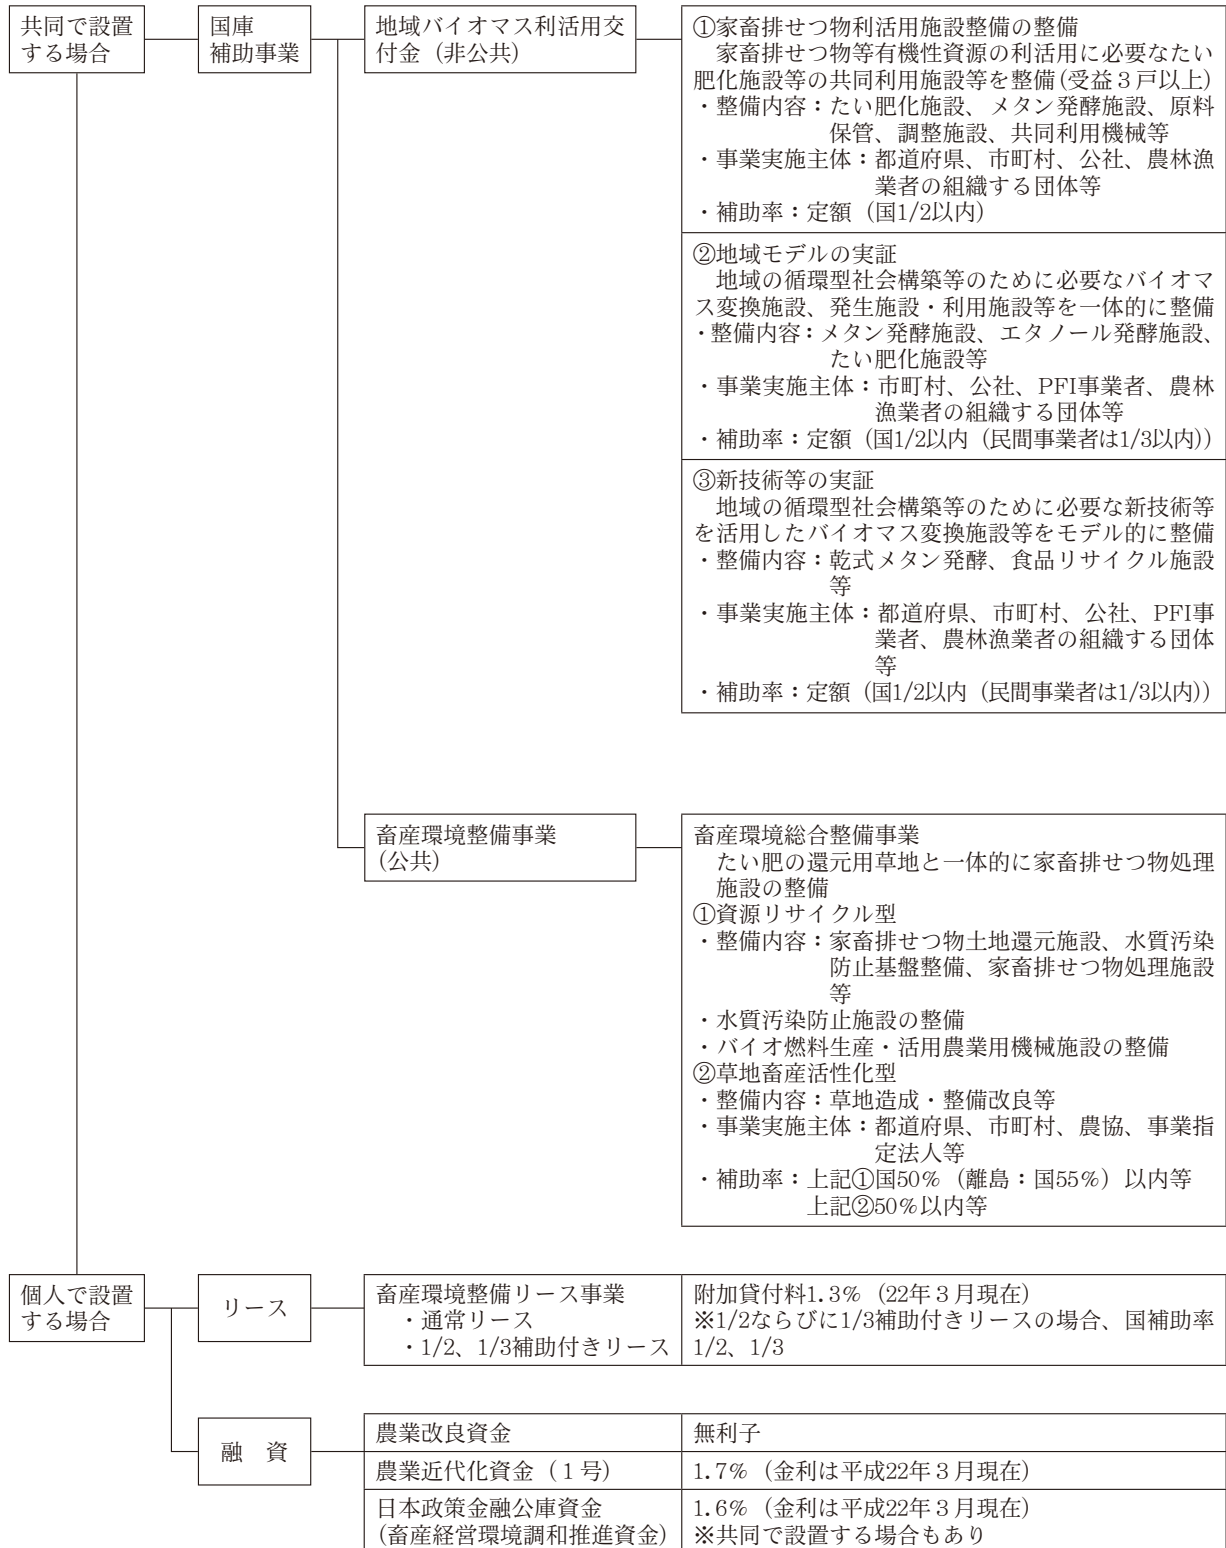 共同で設置
する場合
国庫
補助事業
地域バイオマス利活用交
付金（非公共）
①家畜排せつ物利活用施設整備の整備
家畜排せつ物等有機性資源の利活用に必要なたい
肥化施設等の共同利用施設等を整備（受益３戸以上）
・整備内容：たい肥化施設、メタン発酵施設、原料
保管、調整施設、共同利用機械等
・事業実施主体：都道府県、市町村、公社、農林漁
業者の組織する団体等
・補助率：定額（国1/2以内）
②地域モデルの実証
地域の循環型社会構築等のために必要なバイオマ
ス変換施設、発生施設・利用施設等を一体的に整備
・整備内容：メタン発酵施設、エタノール発酵施設、
たい肥化施設等
・事業実施主体：市町村、公社、PFI事業者、農林
漁業者の組織する団体等
・補助率：定額（国1/2以内（民間事業者は1/3以内））
③新技術等の実証
地域の循環型社会構築等のために必要な新技術等
を活用したバイオマス変換施設等をモデル的に整備
・整備内容：乾式メタン発酵、食品リサイクル施設
等
・事業実施主体：都道府県、市町村、公社、PFI事
業者、農林漁業者の組織する団体
等
・補助率：定額（国1/2以内（民間事業者は1/3以内））
畜産環境整備事業
（公共）
畜産環境総合整備事業
たい肥の還元用草地と一体的に家畜排せつ物処理
施設の整備
①資源リサイクル型
・整備内容：家畜排せつ物土地還元施設、水質汚染
防止基盤整備、家畜排せつ物処理施設
等
・水質汚染防止施設の整備
・バイオ燃料生産・活用農業用機械施設の整備
②草地畜産活性化型
・整備内容：草地造成・整備改良等
・事業実施主体：都道府県、市町村、農協、事業指
定法人等
・補助率：上記①国50％（離島：国55％）以内等
上記②50％以内等
個人で設置
する場合
リース
畜産環境整備リース事業
・通常リース
・1/2、1/3補助付きリース
附加貸付料1.3％（22年３月現在）
※1/2ならびに1/3補助付きリースの場合、国補助率
1/2、1/3
融　資
農業改良資金
無利子
農業近代化資金（１号）
1.7％（金利は平成22年３月現在）
日本政策金融公庫資金
（畜産経営環境調和推進資金）
1.6％（金利は平成22年３月現在）
※共同で設置する場合もあり